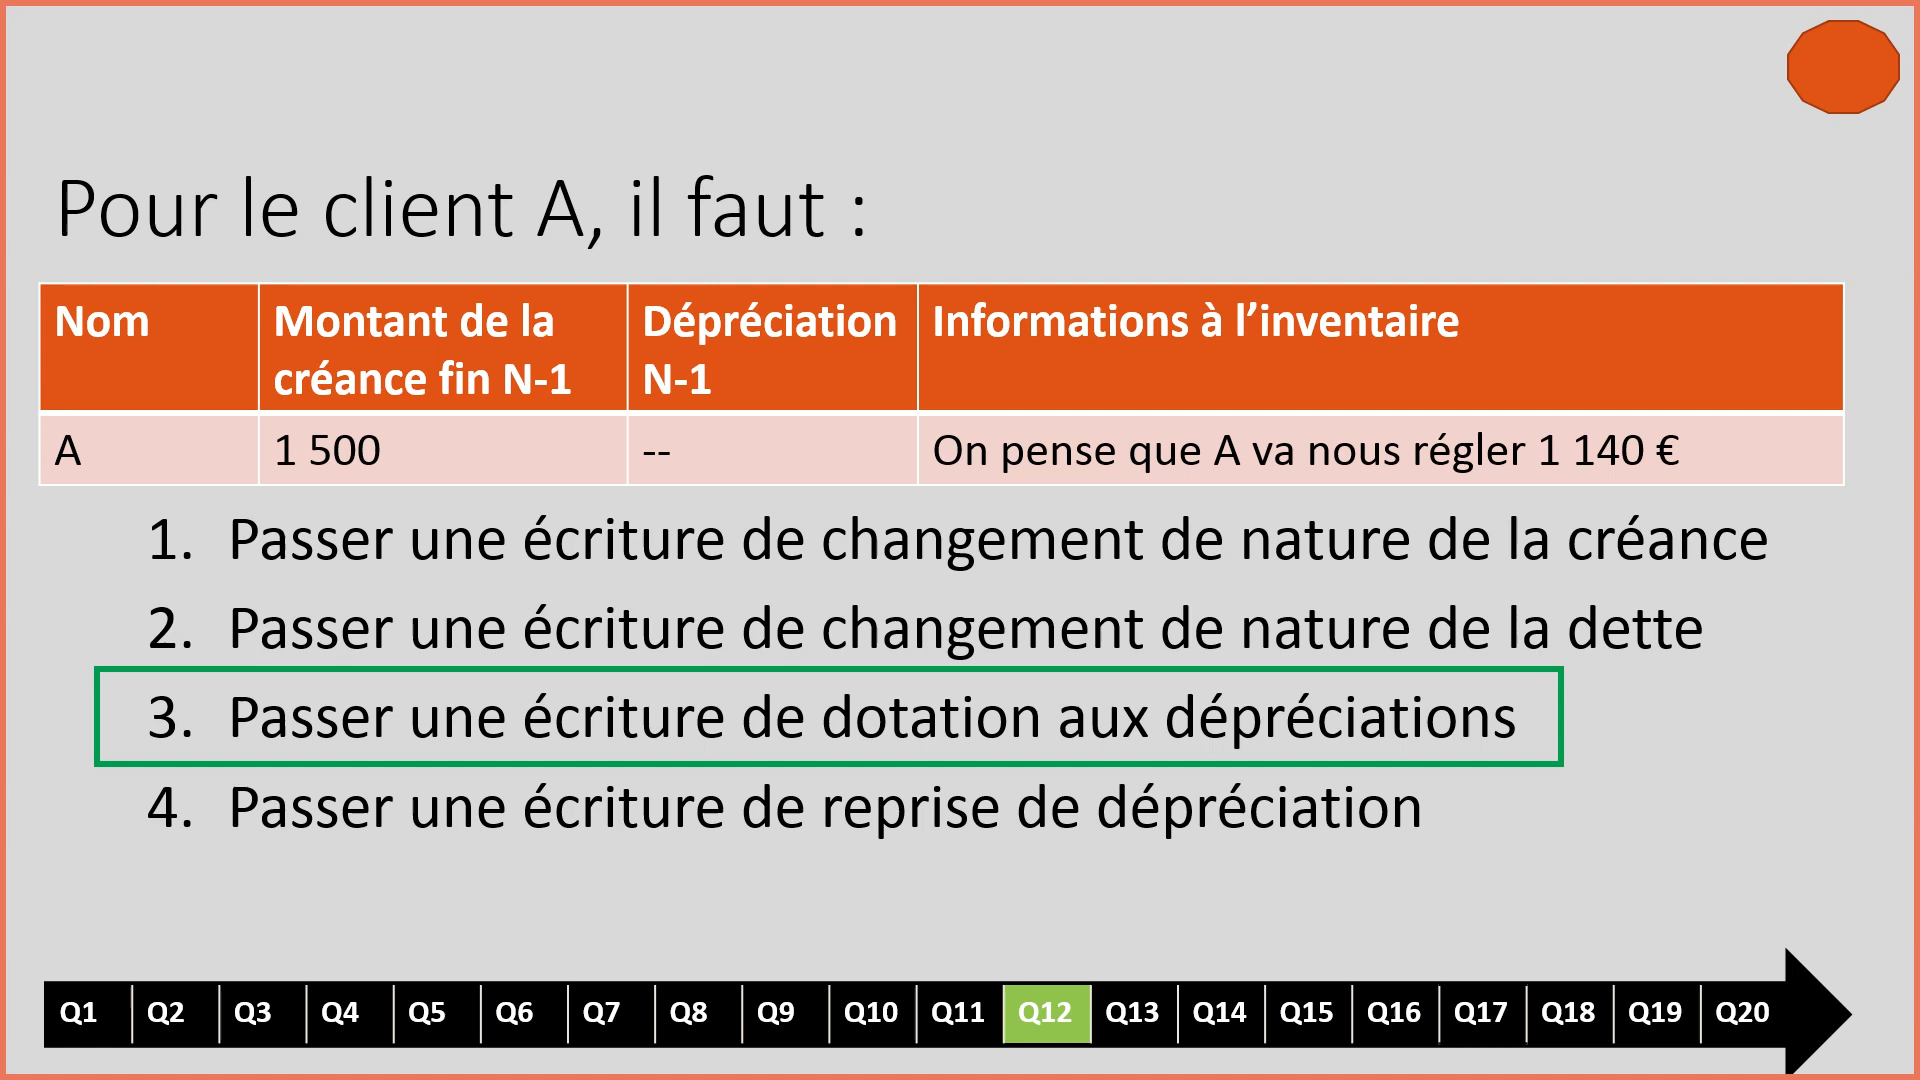 Pour le client A, il faut :
Nom
Montant de la
créance fin N-1
Dépréciation
N-1
Informations à l’inventaire
A
1 500
--
On pense que A va nous régler 1 140 €
1. Passer une écriture de changement de nature de la créance
2. Passer une écriture de changement de nature de la dette
3. Passer une écriture de dotation aux dépréciations
4. Passer une écriture de reprise de dépréciation
Q1 Q2 Q3 Q4 Q5 Q6 Q7 Q8 Q9 Q10 Q11 Q12 Q13 Q14 Q15 Q16 Q17 Q18 Q19 Q20